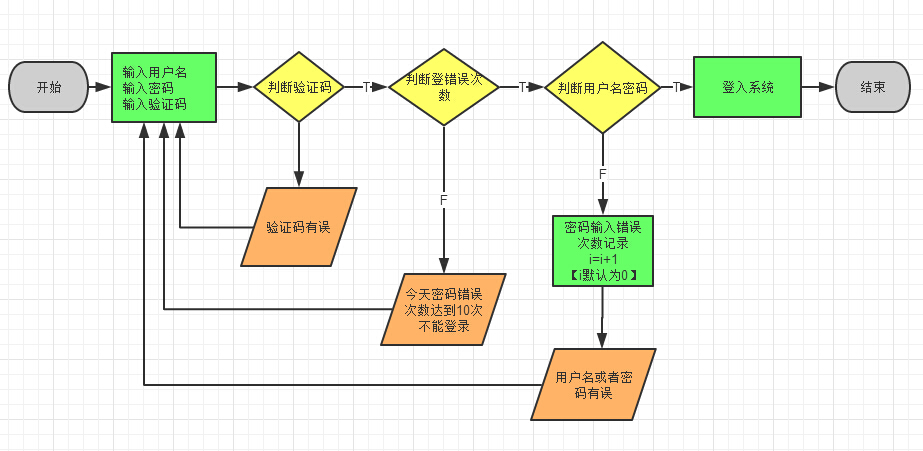 开始
输入用户名
输入密码
输入验证码
判断验证码
T
判断登错误次
数
T
判断用户名密码
T
登入系统
结束
F
F
验证码有误
密码输入错误
次数记录
i=i+1
【i默认为0】
今天密码错误
次数达到10次
不能登录
用户名或者密
码有误